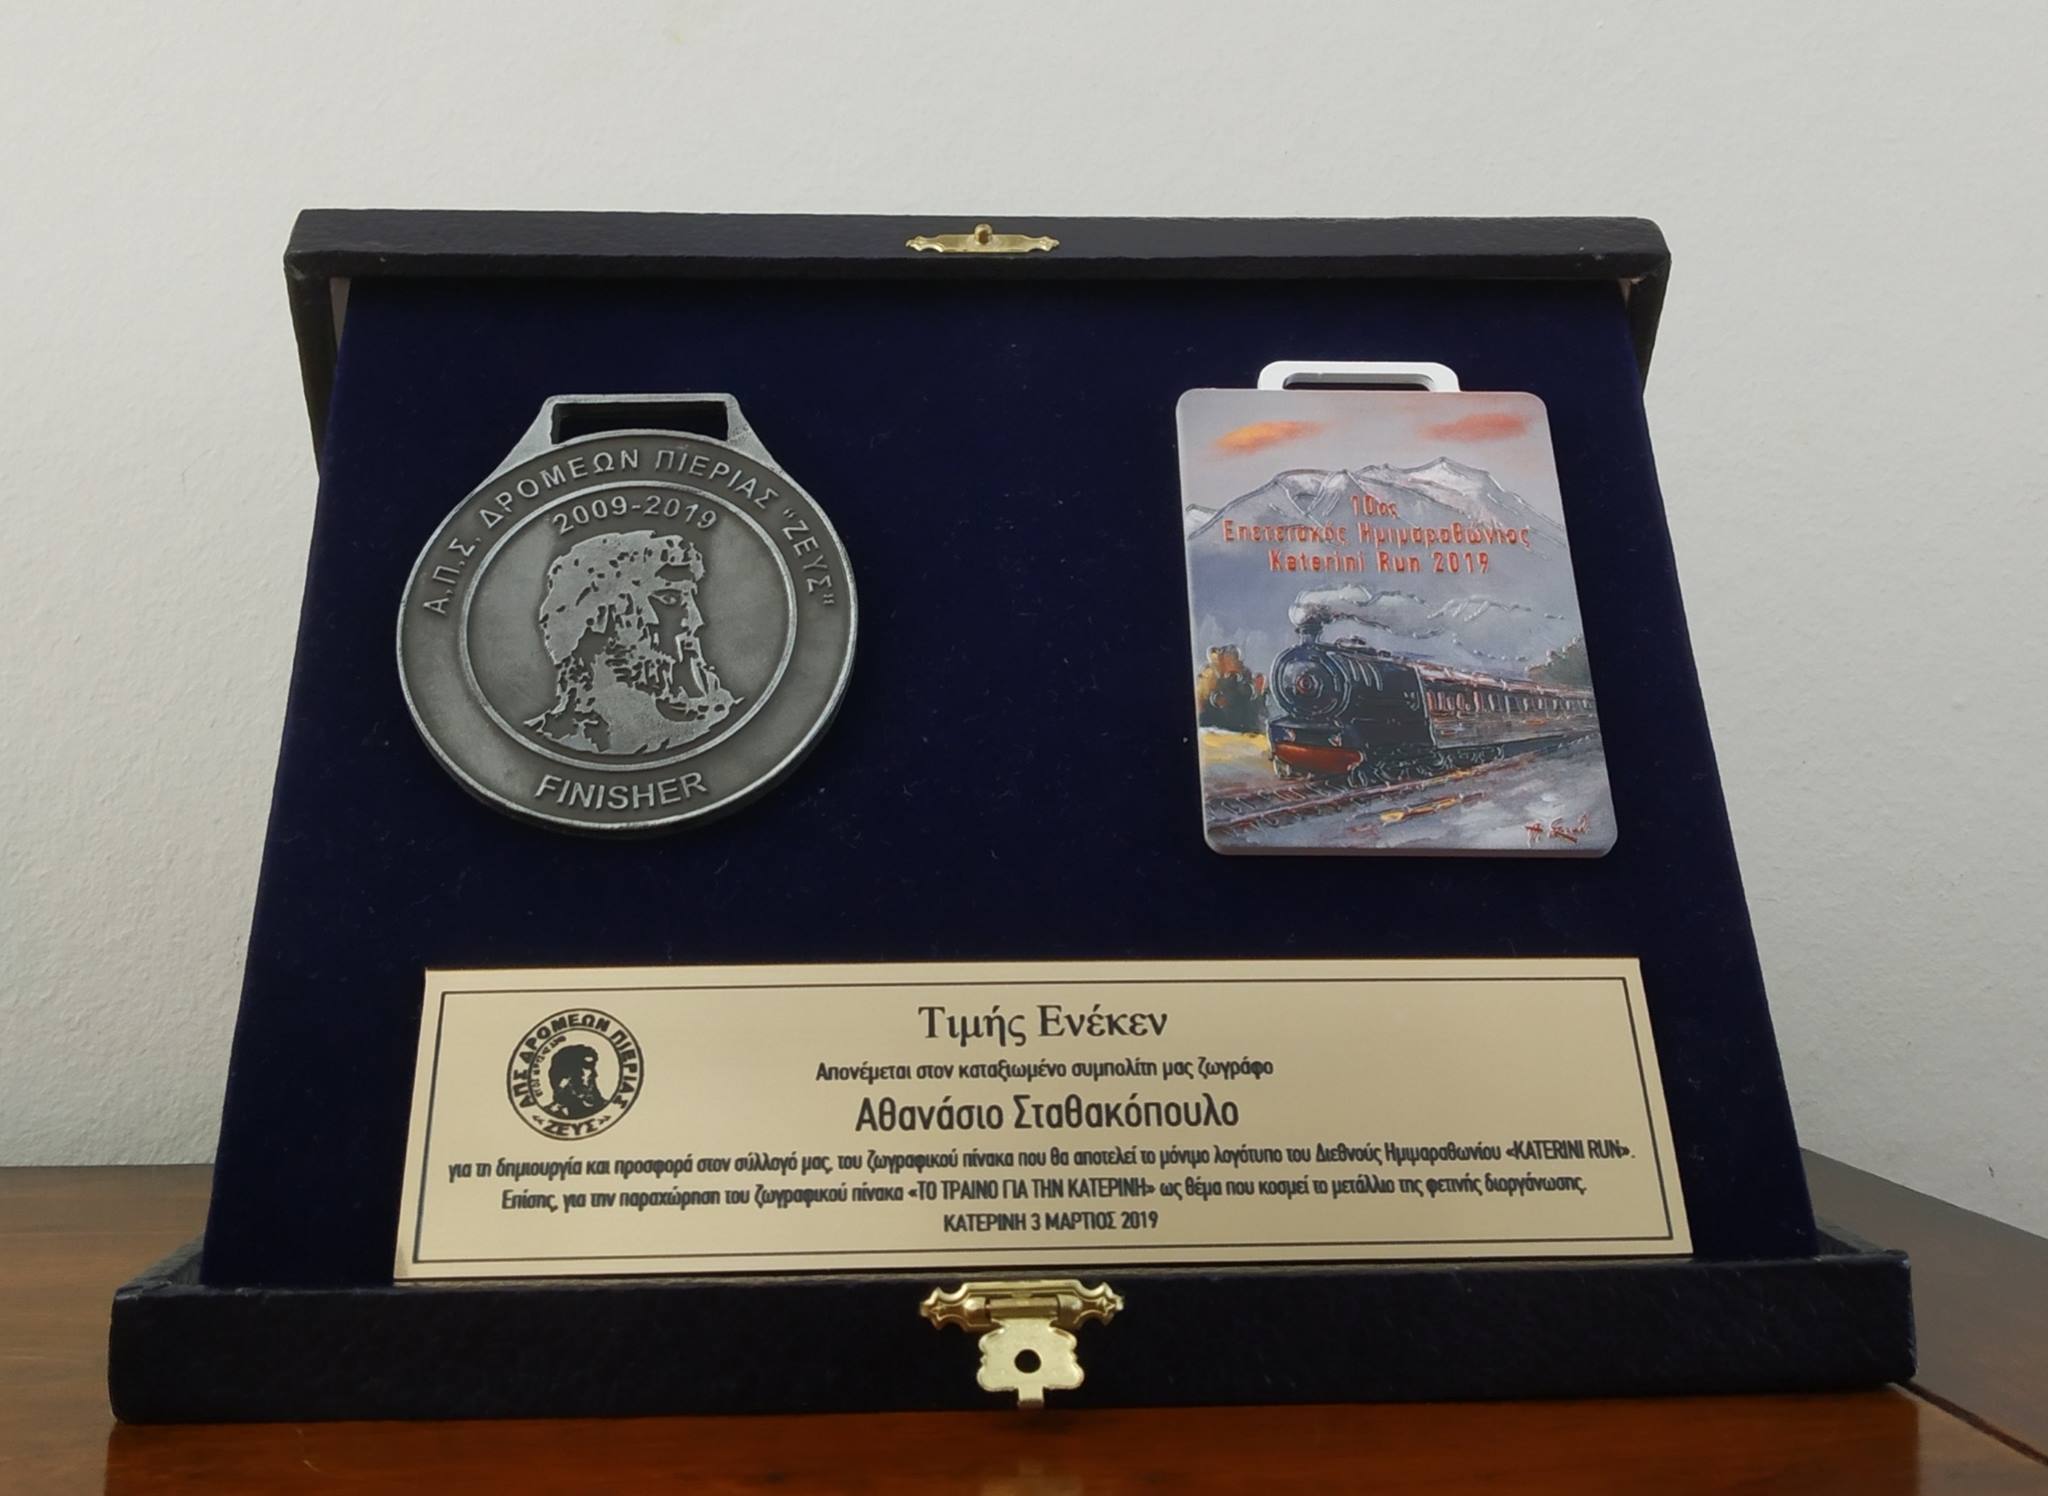 Α.Π.Σ. ΔΡΟΜΕΩΝ ΠΙΕΡΙΑΣ "ΖΕΥΣ"
2009-2019
FINISHER
10ος
Επετειακός Ημιμαραθώνιος
Katerini Run 2019
ΑΠΣ ΔΡΟΜΕΩΝ ΠΙΕΡΙΑΣ
«ΖΕΥΣ»
Τιμής Ενέκεν
Απονέμεται στον καταξιωμένο συμπολίτη μας ζωγράφο
Αθανάσιο Σταθακόπουλο
για τη δημιουργία και προσφορά στον σύλλογό μας, του ζωγραφικού πίνακα που θα αποτελεί το μόνιμο λογότυπο του Διεθνούς Ημιμαραθωνίου «KATERINI RUN».
Επίσης, για την παραχώρηση του ζωγραφικού πίνακα «ΤΟ ΤΡΑΙΝΟ ΓΙΑ ΤΗΝ ΚΑΤΕΡΙΝΗ» ως θέμα που κοσμεί το μετάλλιο της φετινής διοργάνωσης.
ΚΑΤΕΡΙΝΗ 3 ΜΑΡΤΙΟΣ 2019